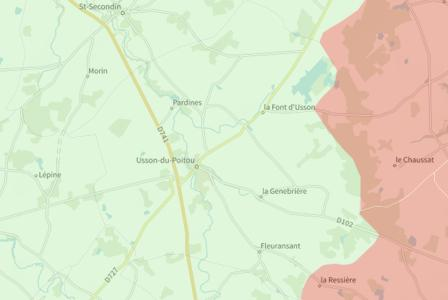 St-Secondin
Morin
Pardines
la Font d'Usson
D741
Usson-du-Poitou
le Chaussat
Lépine
la Genebrière
D102
Fleuransant
D727
la Ressière